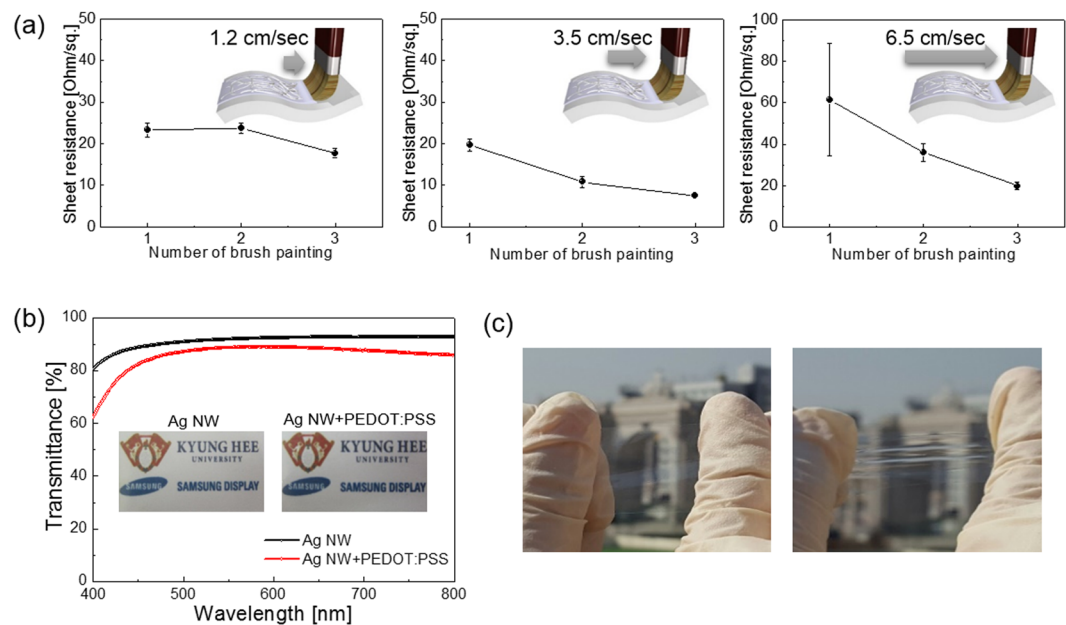 (a)
50
40
30
20
10
0
Sheet resistance [Ohm/sq.]
1.2 cm/sec
1
2
3
Number of brush painting
50
40
30
20
10
0
Sheet resistance [Ohm/sq.]
3.5 cm/sec
1
2
3
Number of brush painting
100
80
60
40
20
0
Sheet resistance [Ohm/sq.]
6.5 cm/sec
1
2
3
Number of brush painting
(b)
100
80
60
40
20
0
Transmittance [%]
Ag NW
KYUNG HEE
UNIVERSITY
SAMSUNG
SAMSUNG DISPLAY
Ag NW+PEDOT:PSS
KYUNG HEE
UNIVERSITY
SAMSUNG
SAMSUNG DISPLAY
Ag NW
Ag NW+PEDOT:PSS
400
500
600
700
800
Wavelength [nm]
(c)